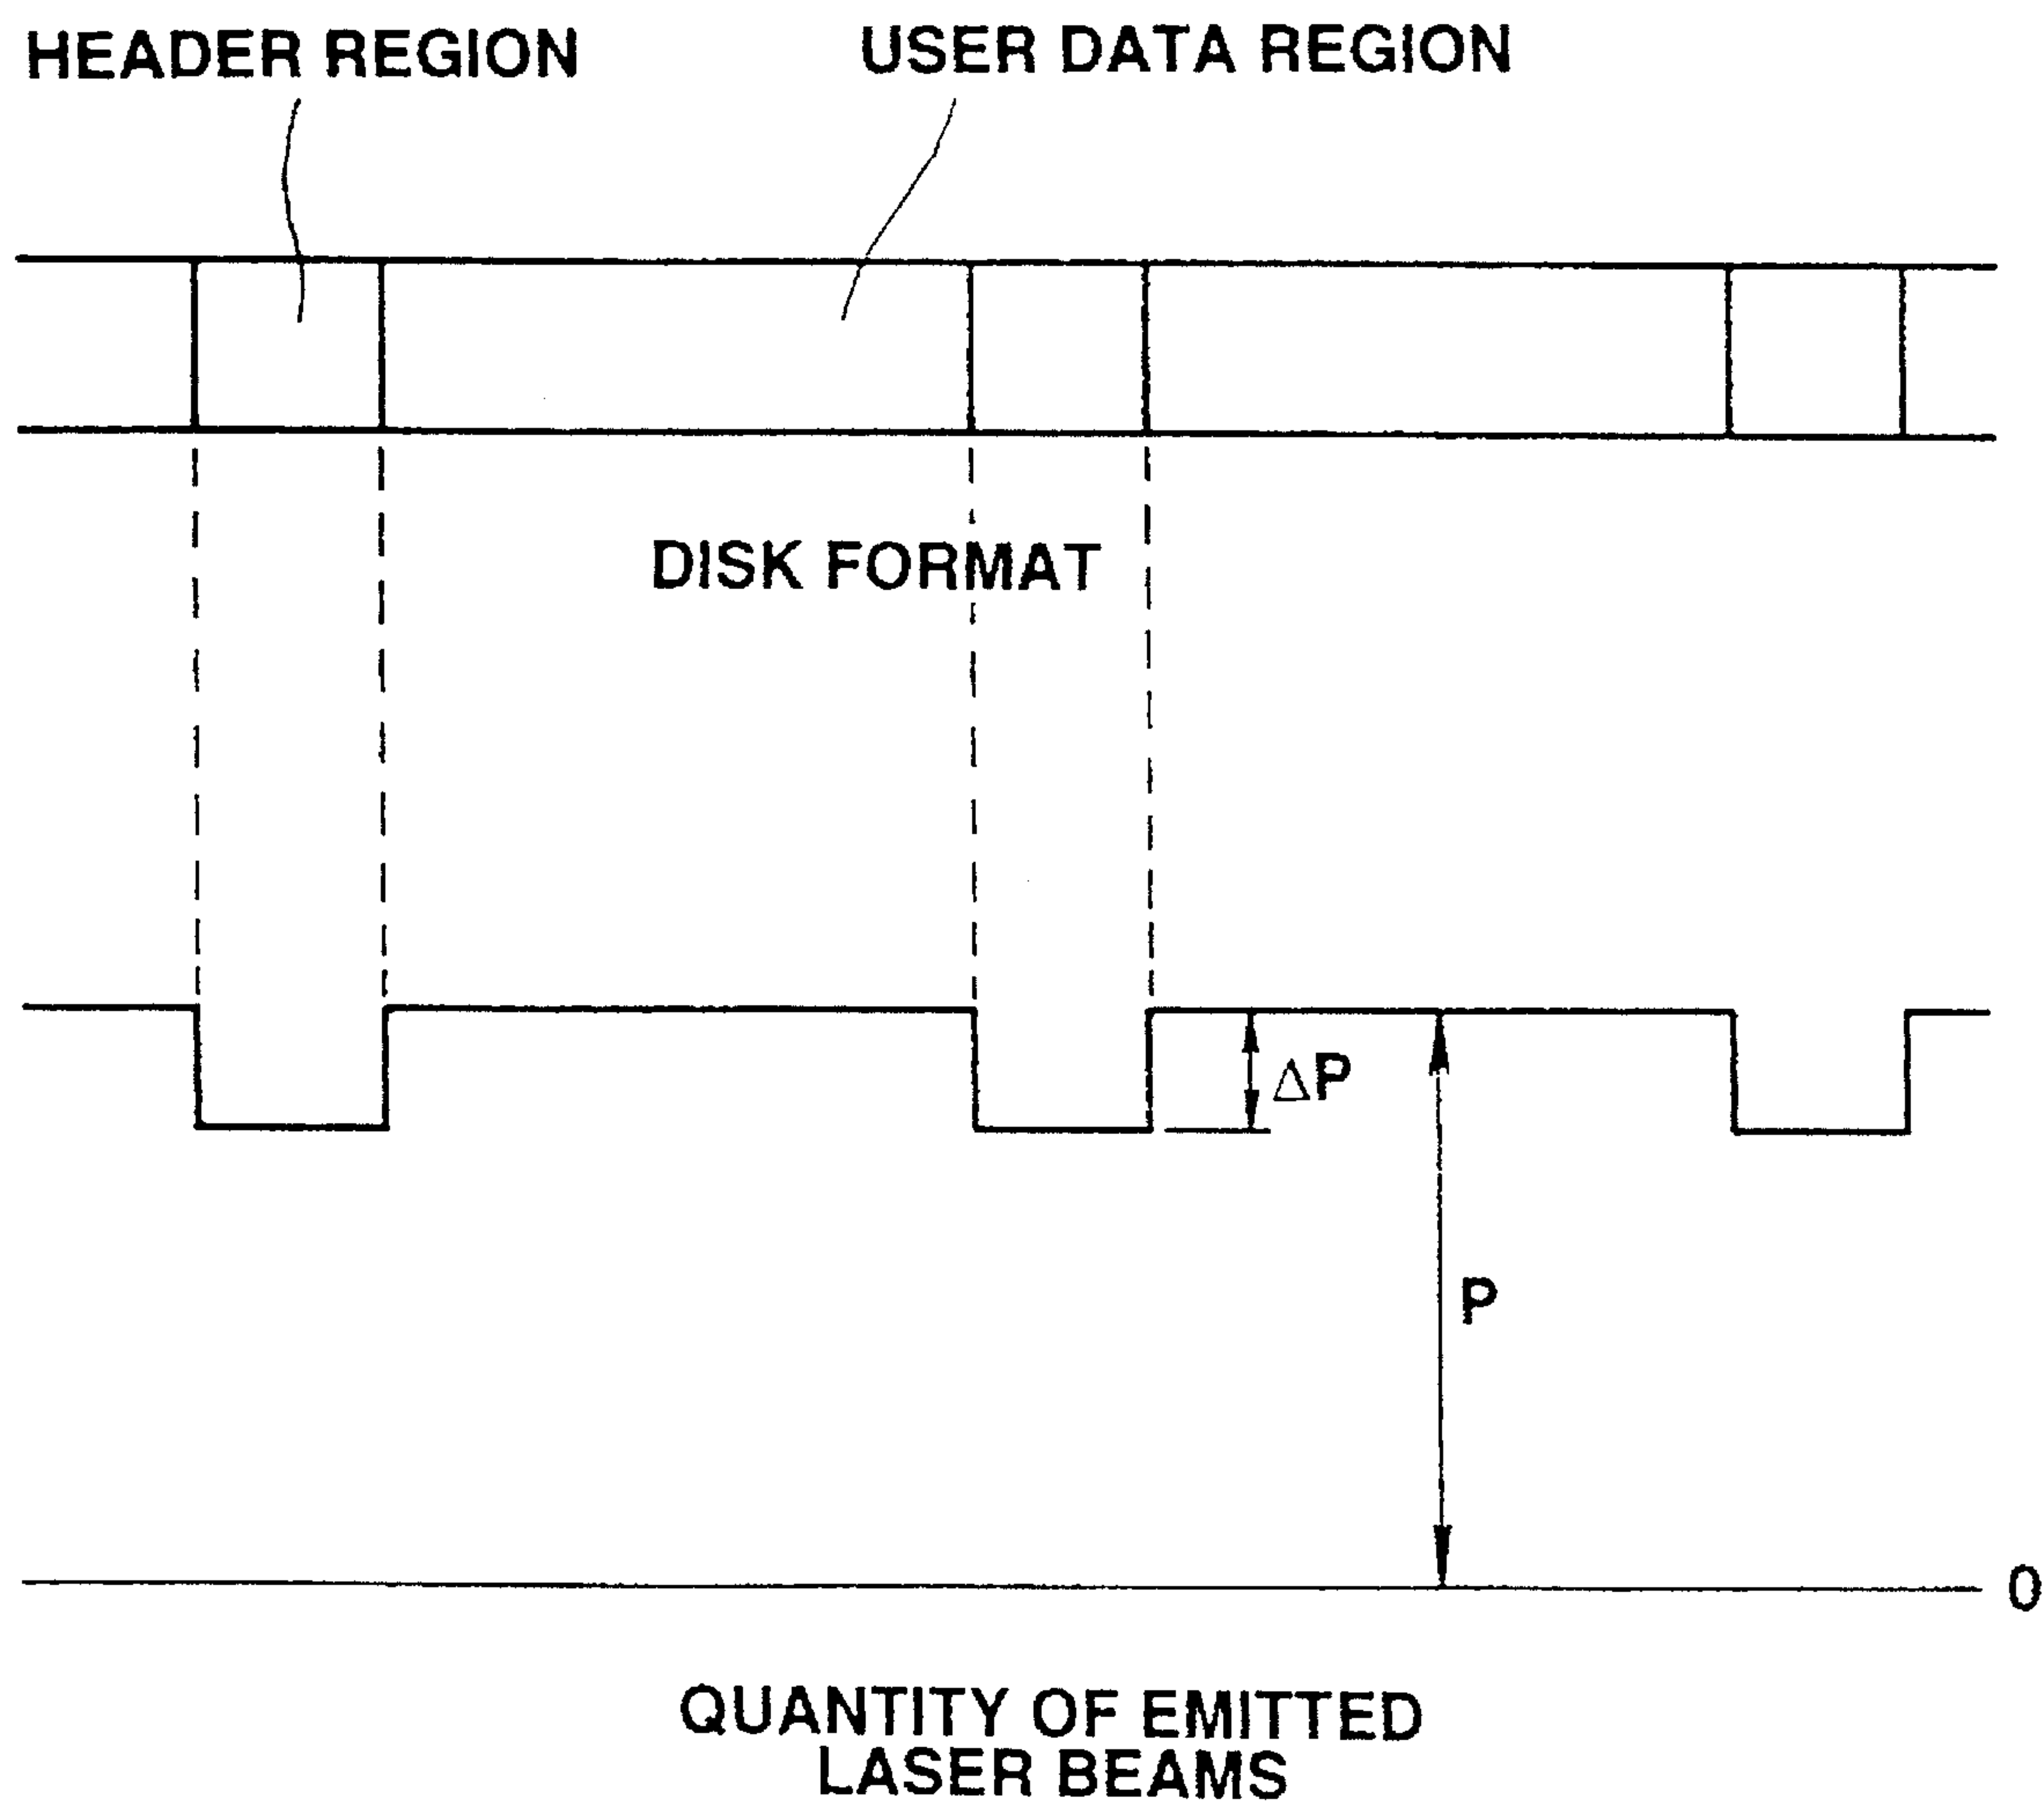 HEADER REGION
USER DATA REGION
DISK FORMAT
ΔP
P
0
QUANTITY OF EMITTED
LASER BEAMS